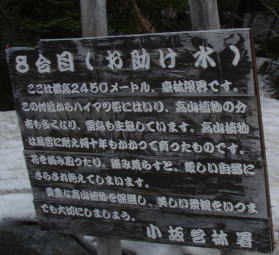 8合目(お助け水)
ここは標高2450メートル、森林限界です。
この付近からハイマツ帯にはいり、高山植物の分
布も多くなり、雷鳥も生息しています。高山植物
は風雪に耐え何十年もかかって育ったものです。
花を摘み取ったり、踏み荒らすと、厳しい自然に
さらされ絶えてしまいます。
貴重な高山植物を保護し、美しい景観をいつま
でも大切にしましょう。
小坂営林署